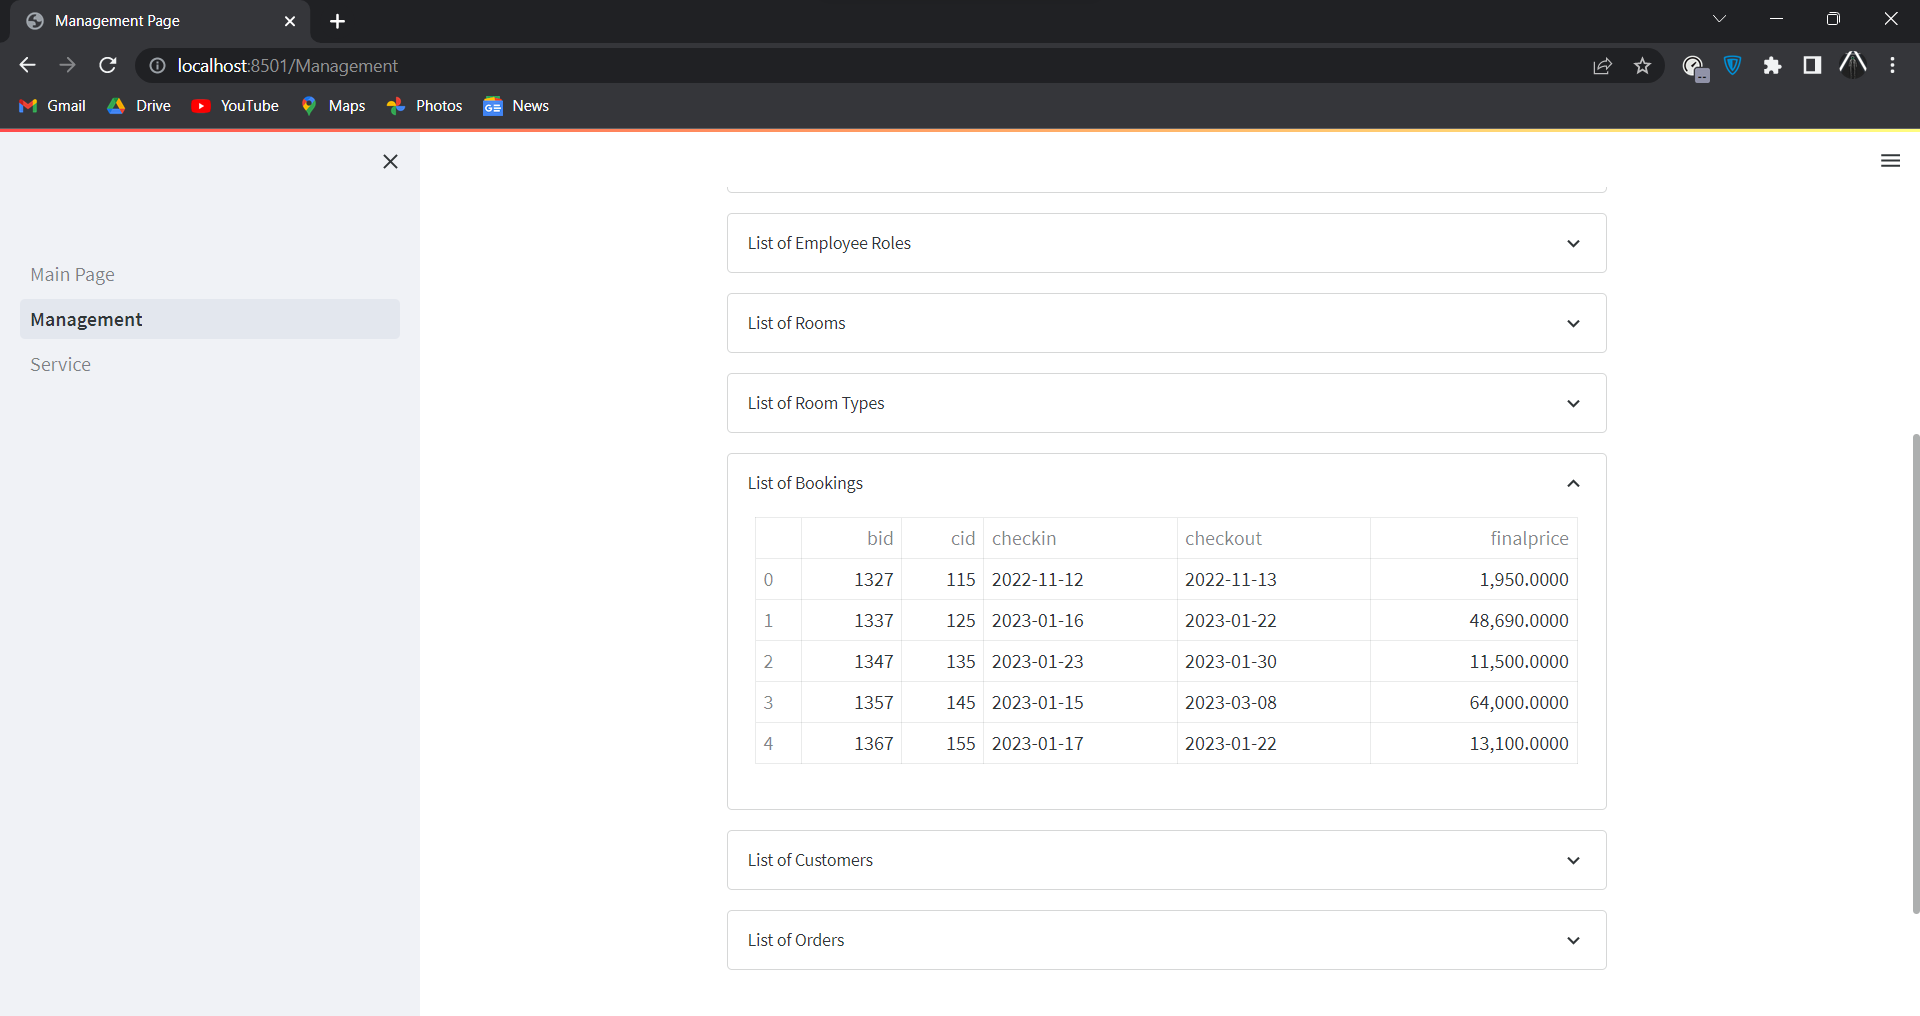 Management Page
localhost:8501/Management
Gmail Drive YouTube Maps Photos News
Main Page
Management
Service
List of Employee Roles
List of Rooms
List of Room Types
List of Bookings
bid cid checkin checkout finalprice
0 1327 115 2022-11-12 2022-11-13 1,950.0000
1 1337 125 2023-01-16 2023-01-22 48,690.0000
2 1347 135 2023-01-23 2023-01-30 11,500.0000
3 1357 145 2023-01-15 2023-03-08 64,000.0000
4 1367 155 2023-01-17 2023-01-22 13,100.0000
List of Customers
List of Orders